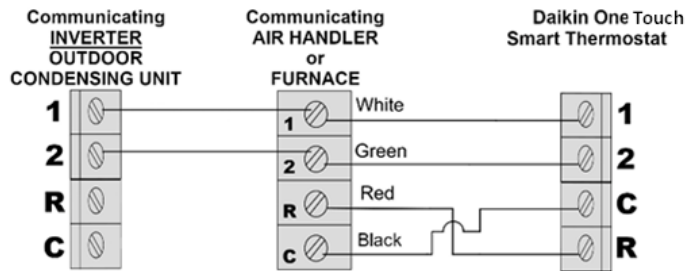 Communicating
INVERTER
OUTDOOR
CONDENSING UNIT
1
2
R
C
Communicating
AIR HANDLER
or
FURNACE
1
2
R
C
White
Green
Red
Black
Daikin One Touch
Smart Thermostat
1
2
C
R